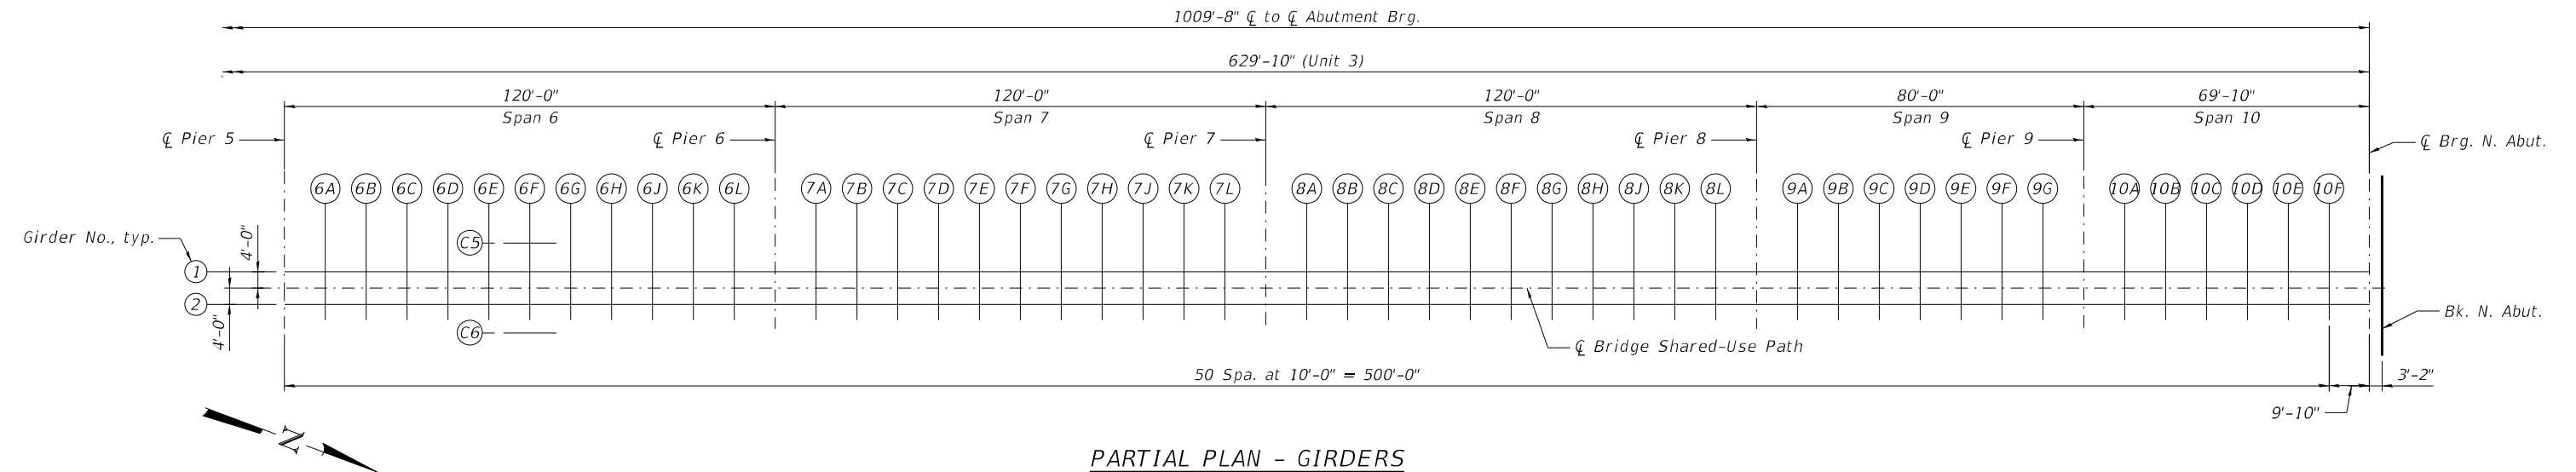 1009'-8" ℄ to ℄ Abutment Brg.
629'-10" (Unit 3)
120'-0" 120'-0" 120'-0" 80'-0" 69'-10"
Span 6 Span 7 Span 8 Span 9 Span 10
℄ Pier 5 ℄ Pier 6 ℄ Pier 7 ℄ Pier 8 ℄ Pier 9 ℄ Brg. N. Abut.
6A 6B 6C 6D 6E 6F 6G 6H 6J 6K 6L 7A 7B 7C 7D 7E 7F 7G 7H 7J 7K 7L 8A 8B 8C 8D 8E 8F 8G 8H 8J 8K 8L 9A 9B 9C 9D 9E 9F 9G 10A 10B 10C 10D 10E 10F
Girder No., typ. 4'-0" C5
1
2
4'-0" C6 Bk. N. Abut.
℄ Bridge Shared-Use Path
50 Spa. at 10'-0" = 500'-0" 3'-2"
9'-10"
N
PARTIAL PLAN - GIRDERS